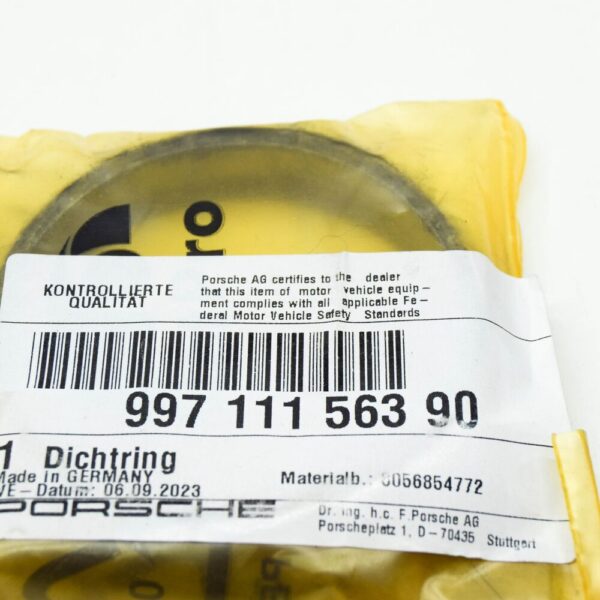 ro
KONTROLLIERTE
QUALITÄT
Porsche AG certifies to the dealer
that this item of motor vehicle equip-
ment complies with all applicable Fe-
deral Motor Vehicle Safety Standards
997 111 563 90
1 Dichtring
Made in GERMANY
VE-Datum: 06.09.2023
Materialb.: 8056854772
PORSCHE
Dr. Ing. h.c. F.Porsche AG
Porscheplatz 1, D-70435 Stuttgart